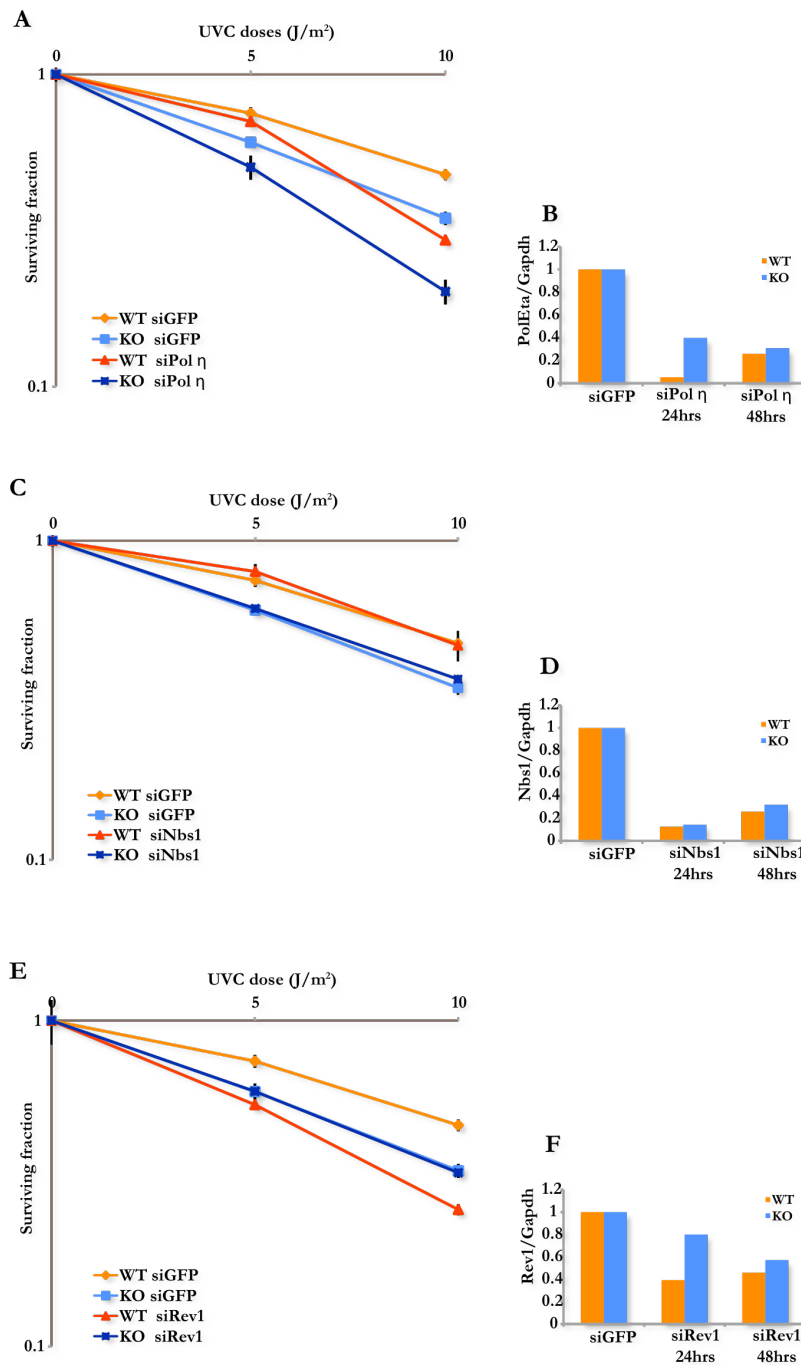 A
UVC doses (J/m²)
0 5 10
1
Surviving fraction
0.1
WT siGFP
KO siGFP
WT siPol η
KO siPol η
B
PolEta/Gapdh
1.2
1
0.8
0.6
0.4
0.2
0
WT
KO
siGFP siPol η siPol η
24hrs 48hrs
C
UVC dose (J/m²)
0 5 10
1
Surviving fraction
0.1
WT siGFP
KO siGFP
WT siNbs1
KO siNbs1
D
Nbs1/Gapdh
1.2
1
0.8
0.6
0.4
0.2
0
WT
KO
siGFP siNbs1 siNbs1
24hrs 48hrs
E
UVC dose (J/m²)
0 5 10
1
Surviving fraction
0.1
WT siGFP
KO siGFP
WT siRev1
KO siRev1
F
Rev1/Gapdh
1.2
1
0.8
0.6
0.4
0.2
0
WT
KO
siGFP siRev1 siRev1
24hrs 48hrs